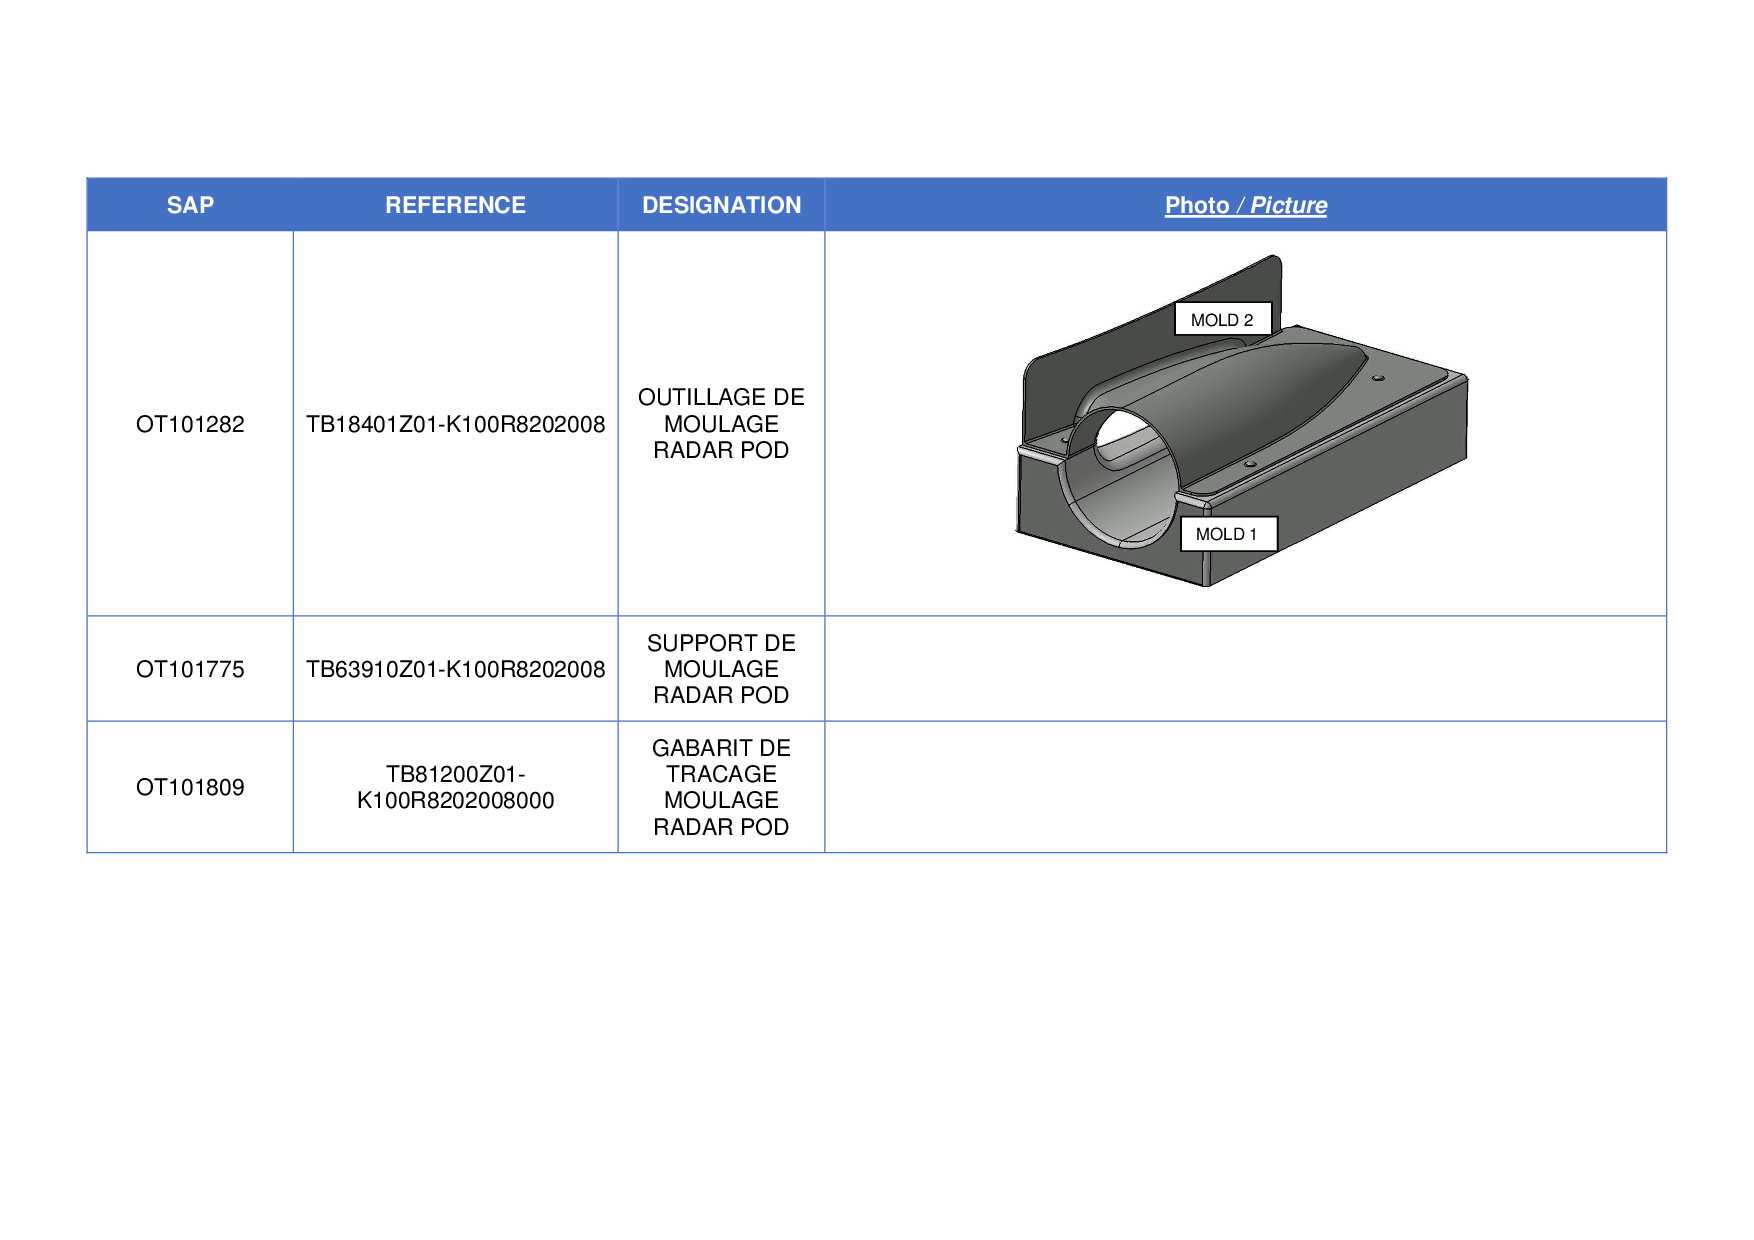 SAP REFERENCE DESIGNATION Photo / Picture
MOLD 2
OUTILLAGE DE
OT101282 TB18401Z01-K100R8202008 MOULAGE
RADAR POD
MOLD 1
SUPPORT DE
OT101775 TB63910Z01-K100R8202008 MOULAGE
RADAR POD
GABARIT DE
TB81200Z01- TRACAGE
OT101809
K100R8202008000 MOULAGE
RADAR POD